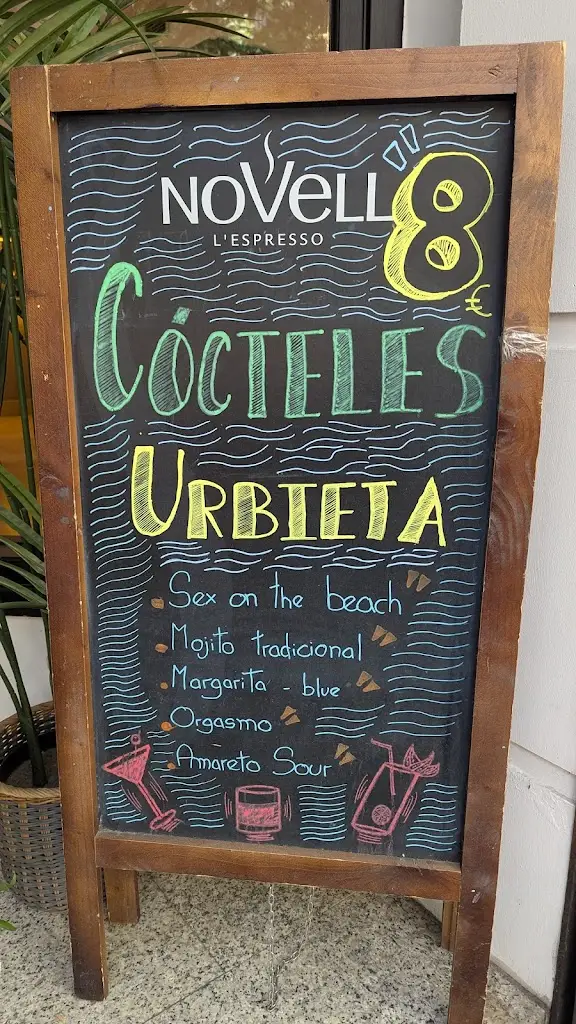 NoVeLL
L'ESPRESSO
8€
CÓCTELES
URBIETA
Sex on the beach
Mojito tradicional
Margarita - blue
Orgasmo
Amareto Sour